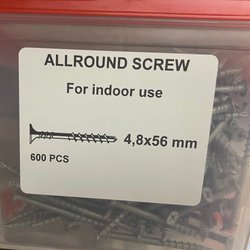 ALLROUND SCREW
For indoor use
4,8x56 mm
600 PCS